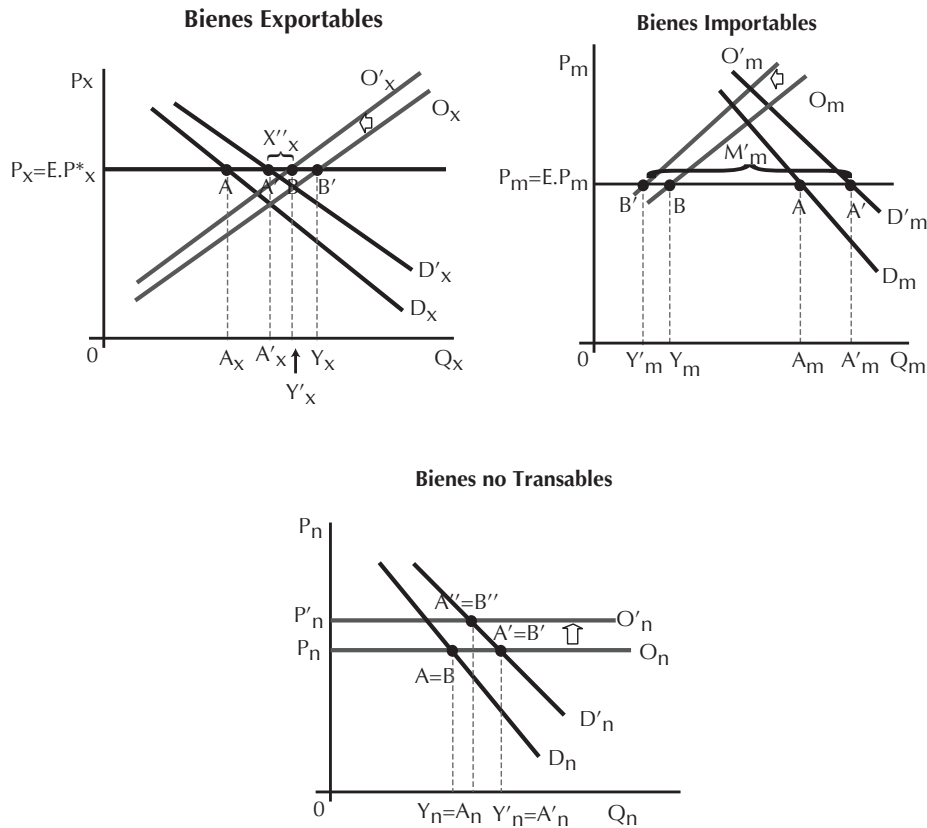 Bienes Exportables
Px
O'x
Ox
X''x
Px=E.P*x
A
A'
B
B'
D'x
Dx
0
Ax
A'x
Yx
Qx
Y'x
Bienes Importables
Pm
O'm
Om
M'm
Pm=E.Pm
B'
B
A
A'
D'm
Dm
0
Y'm
Ym
Am
A'm
Qm
Bienes no Transables
Pn
A''=B''
P'n
O'n
A'=B'
Pn
On
A=B
D'n
Dn
0
Yn=An
Y'n=A'n
Qn